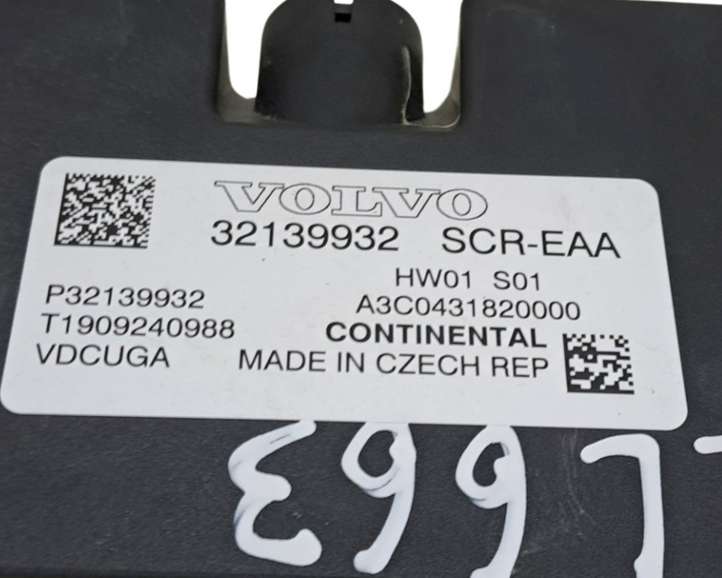 VOLVO
32139932 SCR-EAA
HW01 S01
P32139932 A3C0431820000
T1909240988 CONTINENTAL
VDCUGA MADE IN CZECH REP